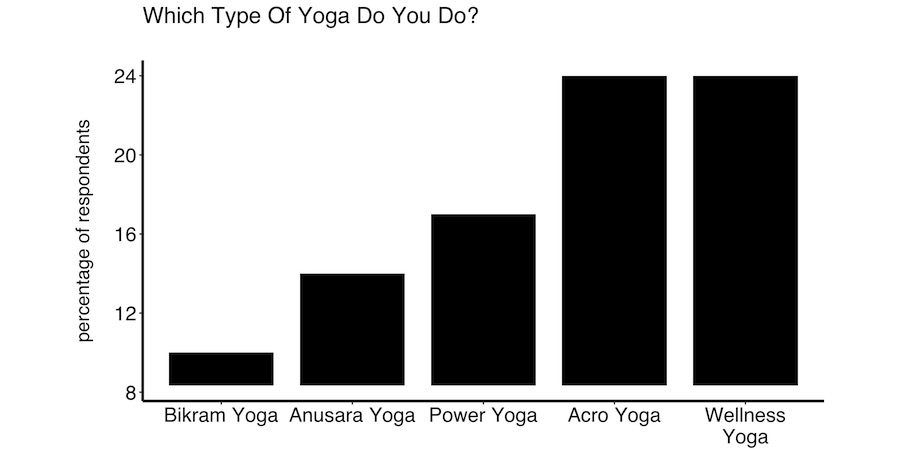 Which Type Of Yoga Do You Do?
percentage of respondents
24
20
16
12
8
Bikram Yoga Anusara Yoga Power Yoga Acro Yoga Wellness
Yoga